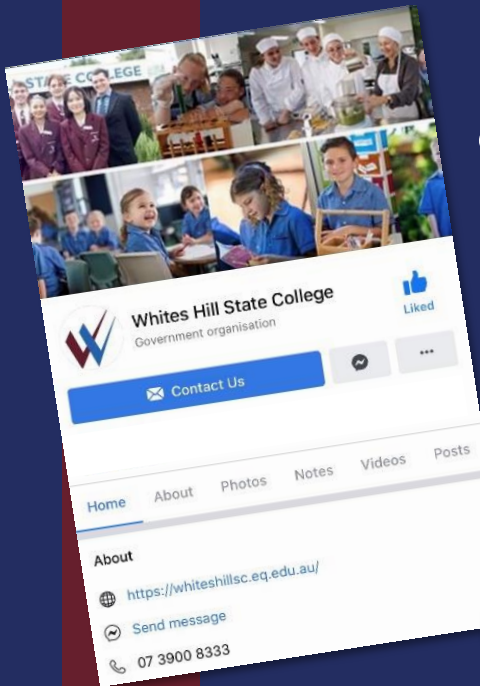 STATE COLLEGE
Whites Hill State College
Government organisation
Liked
Contact Us
Home About Photos Notes Videos Posts
About
https://whiteshillsc.eq.edu.au/
Send message
07 3900 8333